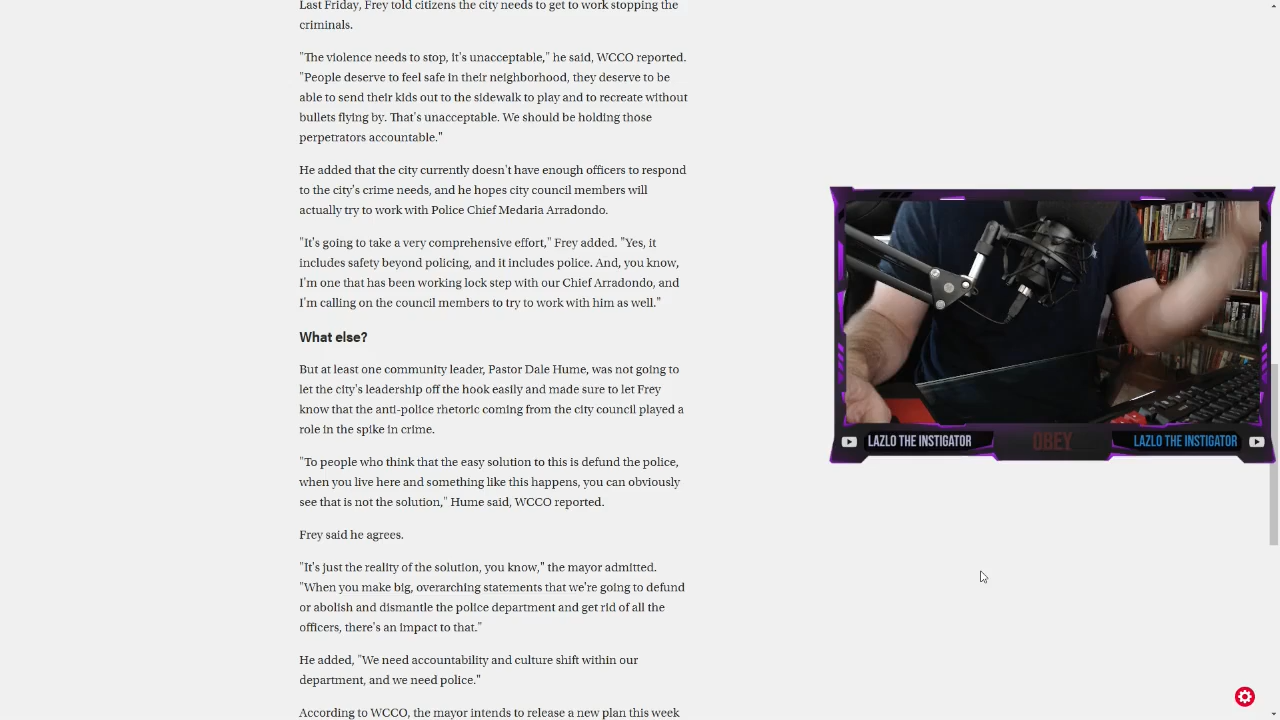 Last Friday, Frey told citizens the city needs to get to work stopping the
criminals.
"The violence needs to stop, it's unacceptable," he said, WCCO reported.
"People deserve to feel safe in their neighborhood, they deserve to be
able to send their kids out to the sidewalk to play and to recreate without
bullets flying by. That's unacceptable. We should be holding those
perpetrators accountable."
He added that the city currently doesn't have enough officers to respond
to the city's crime needs, and he hopes city council members will
actually try to work with Police Chief Medaria Arradondo.
"It's going to take a very comprehensive effort," Frey added. "Yes, it
includes safety beyond policing, and it includes police. And, you know,
I'm one that has been working lock step with our Chief Arradondo, and
I'm calling on the council members to try to work with him as well."
What else?
But at least one community leader, Pastor Dale Hume, was not going to
let the city's leadership off the hook easily and made sure to let Frey
know that the anti-police rhetoric coming from the city council played a
role in the spike in crime.
"To people who think that the easy solution to this is defund the police,
when you live here and something like this happens, you can obviously
see that is not the solution," Hume said, WCCO reported.
Frey said he agrees.
"It's just the reality of the solution, you know," the mayor admitted.
"When you make big, overarching statements that we're going to defund
or abolish and dismantle the police department and get rid of all the
officers, there's an impact to that."
He added, "We need accountability and culture shift within our
department, and we need police."
According to WCCO, the mayor intends to release a new plan this week
LAZLO THE INSTIGATOR
OBEY
LAZLO THE INSTIGATOR